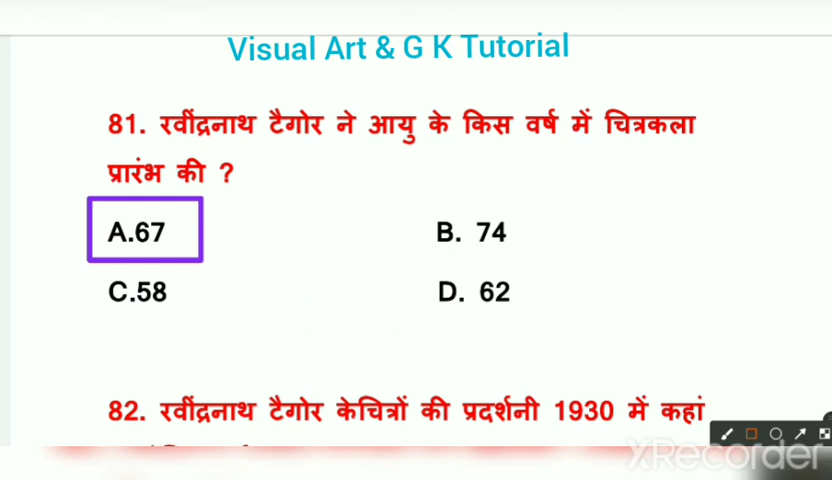 Visual Art & G K Tutorial
81. रवींद्रनाथ टैगोर ने आयु के किस वर्ष में चित्रकला
प्रारंभ की ?
A.67
B. 74
C.58
D. 62
82. रवींद्रनाथ टैगोर केचित्रों की प्रदर्शनी 1930 में कहां
XRecorder